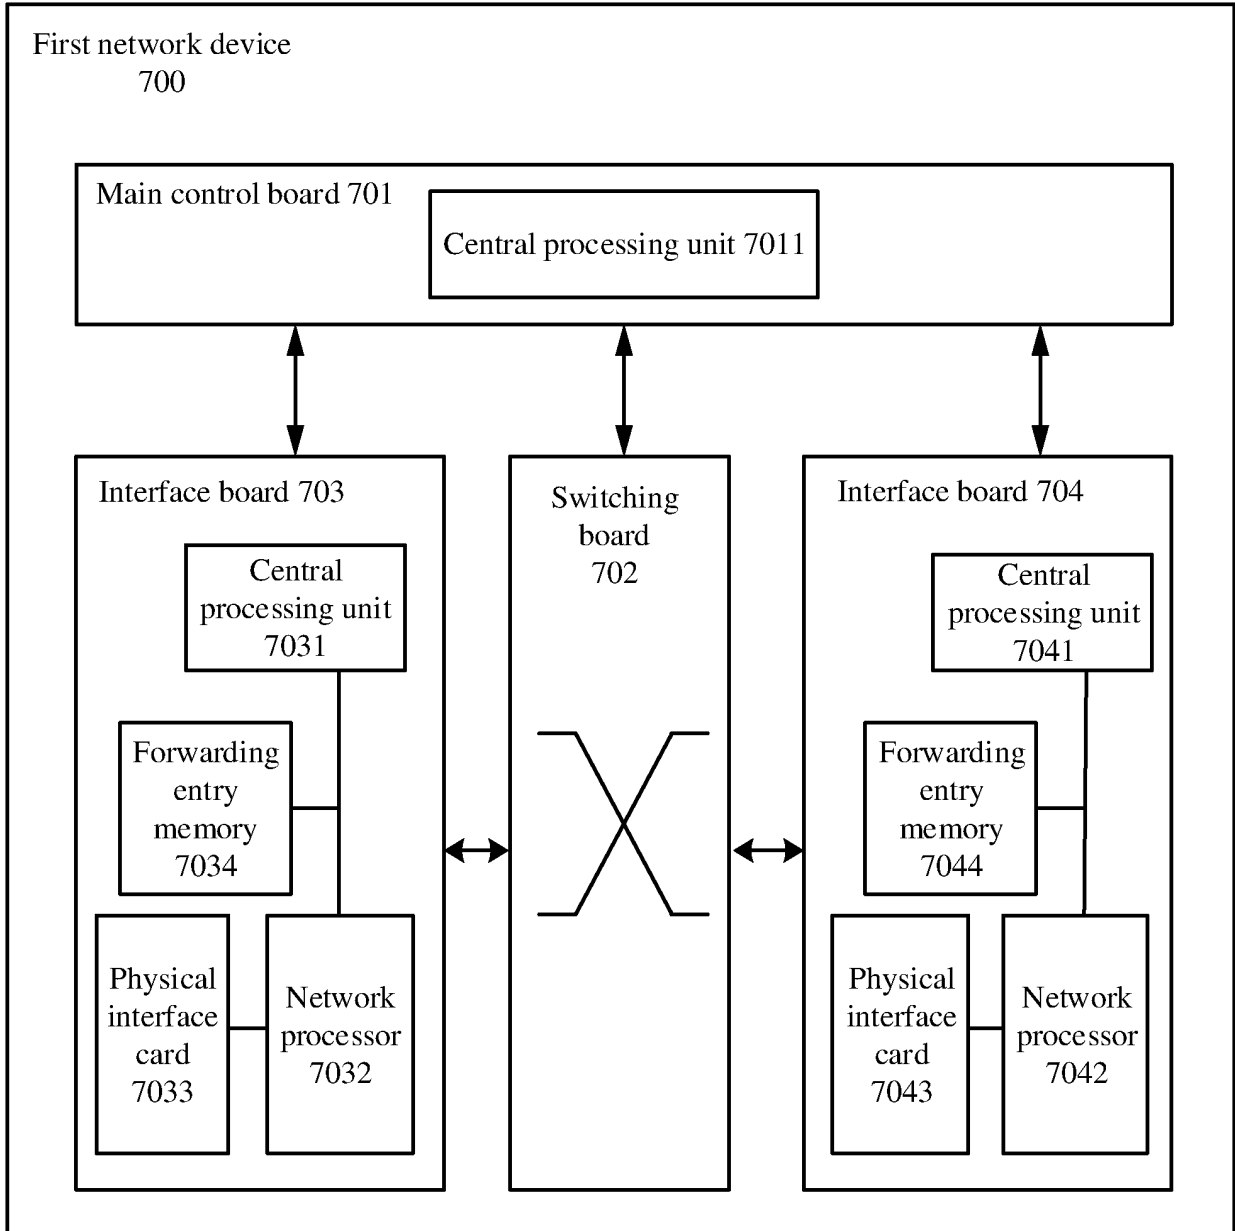 First network device
700
Main control board 701
Central processing unit 7011
Interface board 703
Central
processing unit
7031
Forwarding
entry
memory
7034
Physical
interface
card
7033
Network
processor
7032
Switching
board
702
Interface board 704
Central
processing unit
7041
Forwarding
entry
memory
7044
Physical
interface
card
7043
Network
processor
7042